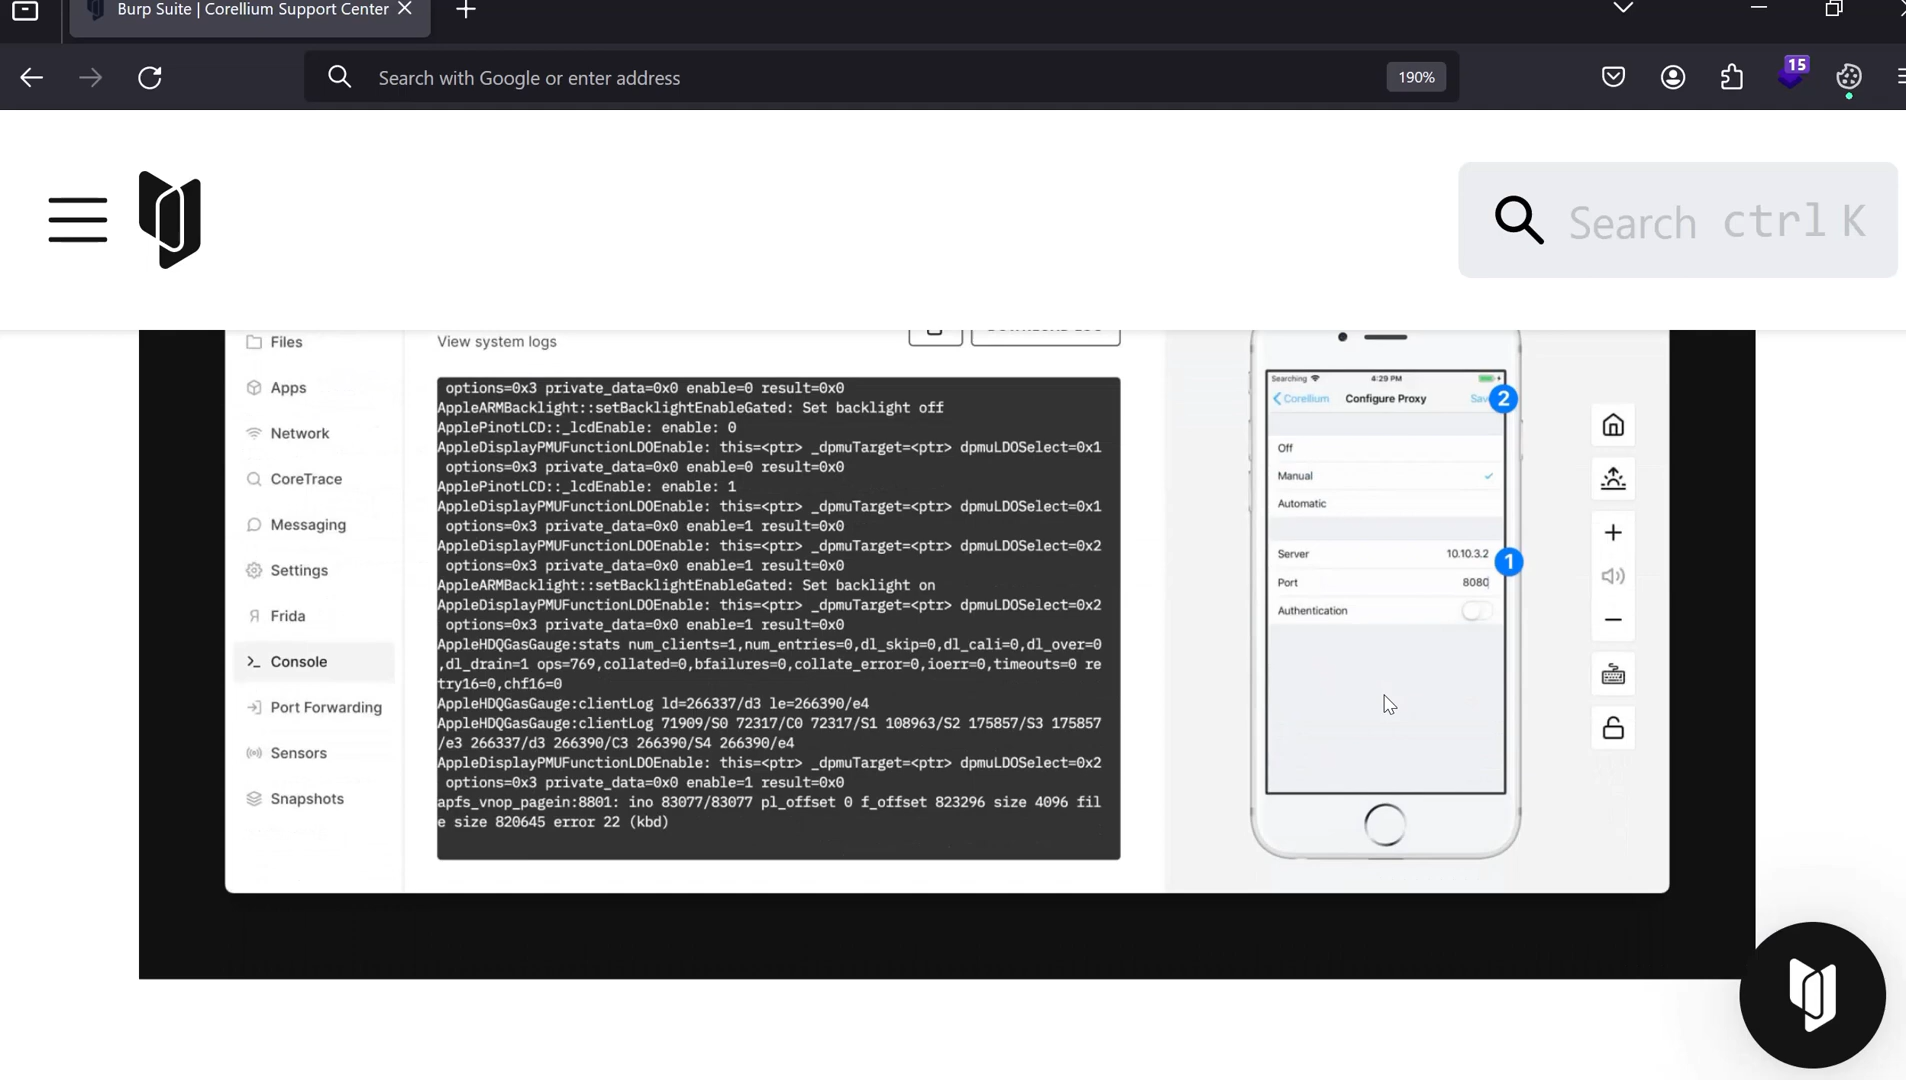 Burp Suite | Corellium Support Center
Search with Google or enter address
190%
15
Search ctrl K
Files
Apps
Network
CoreTrace
Messaging
Settings
Frida
Console
Port Forwarding
Sensors
Snapshots
View system logs
options=0x3 private_data=0x0 enable=0 result=0x0
AppleARMBacklight::setBacklightEnableGated: Set backlight off
ApplePinotLCD::_lcdEnable: enable: 0
AppleDisplayPMUFunctionLDOEnable: this=<ptr> _dpmuTarget=<ptr> dpmuLDOSelect=0x1
options=0x3 private_data=0x0 enable=0 result=0x0
ApplePinotLCD::_lcdEnable: enable: 1
AppleDisplayPMUFunctionLDOEnable: this=<ptr> _dpmuTarget=<ptr> dpmuLDOSelect=0x1
options=0x3 private_data=0x0 enable=1 result=0x0
AppleDisplayPMUFunctionLDOEnable: this=<ptr> _dpmuTarget=<ptr> dpmuLDOSelect=0x2
options=0x3 private_data=0x0 enable=1 result=0x0
AppleARMBacklight::setBacklightEnableGated: Set backlight on
AppleDisplayPMUFunctionLDOEnable: this=<ptr> _dpmuTarget=<ptr> dpmuLDOSelect=0x2
options=0x3 private_data=0x0 enable=1 result=0x0
AppleHDQGasGauge:stats num_clients=1,num_entries=0,dl_skip=0,dl_cali=0,dl_over=0
,dl_drain=1 ops=769,collated=0,bfailures=0,collate_error=0,ioerr=0,timeouts=0 re
try16=0,chf16=0
AppleHDQGasGauge:clientLog ld=266337/d3 le=266390/e4
AppleHDQGasGauge:clientLog 71909/S0 72317/C0 72317/S1 108963/S2 175857/S3 175857
/e3 266337/d3 266390/C3 266390/S4 266390/e4
AppleDisplayPMUFunctionLDOEnable: this=<ptr> _dpmuTarget=<ptr> dpmuLDOSelect=0x2
options=0x3 private_data=0x0 enable=1 result=0x0
apfs_vnop_pagein:8801: ino 83077/83077 pl_offset 0 f_offset 823296 size 4096 fil
e size 820645 error 22 (kbd)
Searching 4:29 PM
Corellium Configure Proxy
2
Off
Manual
Automatic
Server 10.10.3.2
1
Port 8080
Authentication